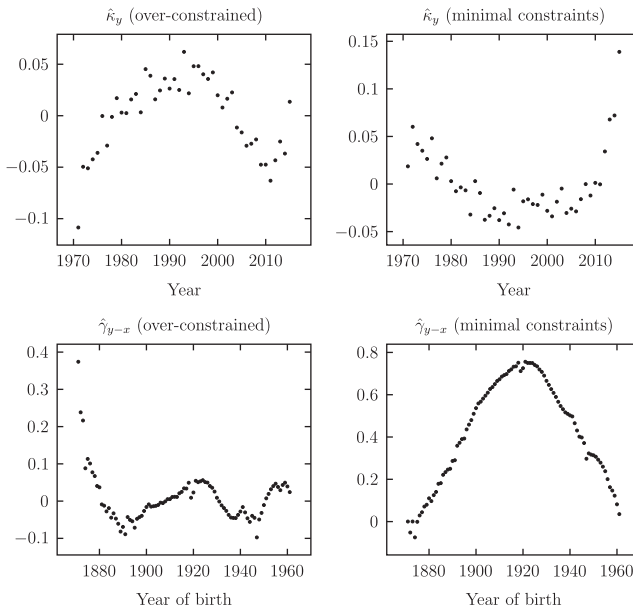 κ̂_y (over-constrained)
κ̂_y (minimal constraints)
0.05
0
−0.05
−0.1
1970 1980 1990 2000 2010
Year
0.15
0.10
0.05
0
−0.05
1970 1980 1990 2000 2010
Year
γ̂_{y−x} (over-constrained)
γ̂_{y−x} (minimal constraints)
0.4
0.3
0.2
0.1
0
−0.1
1880 1900 1920 1940 1960
Year of birth
0.8
0.6
0.4
0.2
0
1880 1900 1920 1940 1960
Year of birth